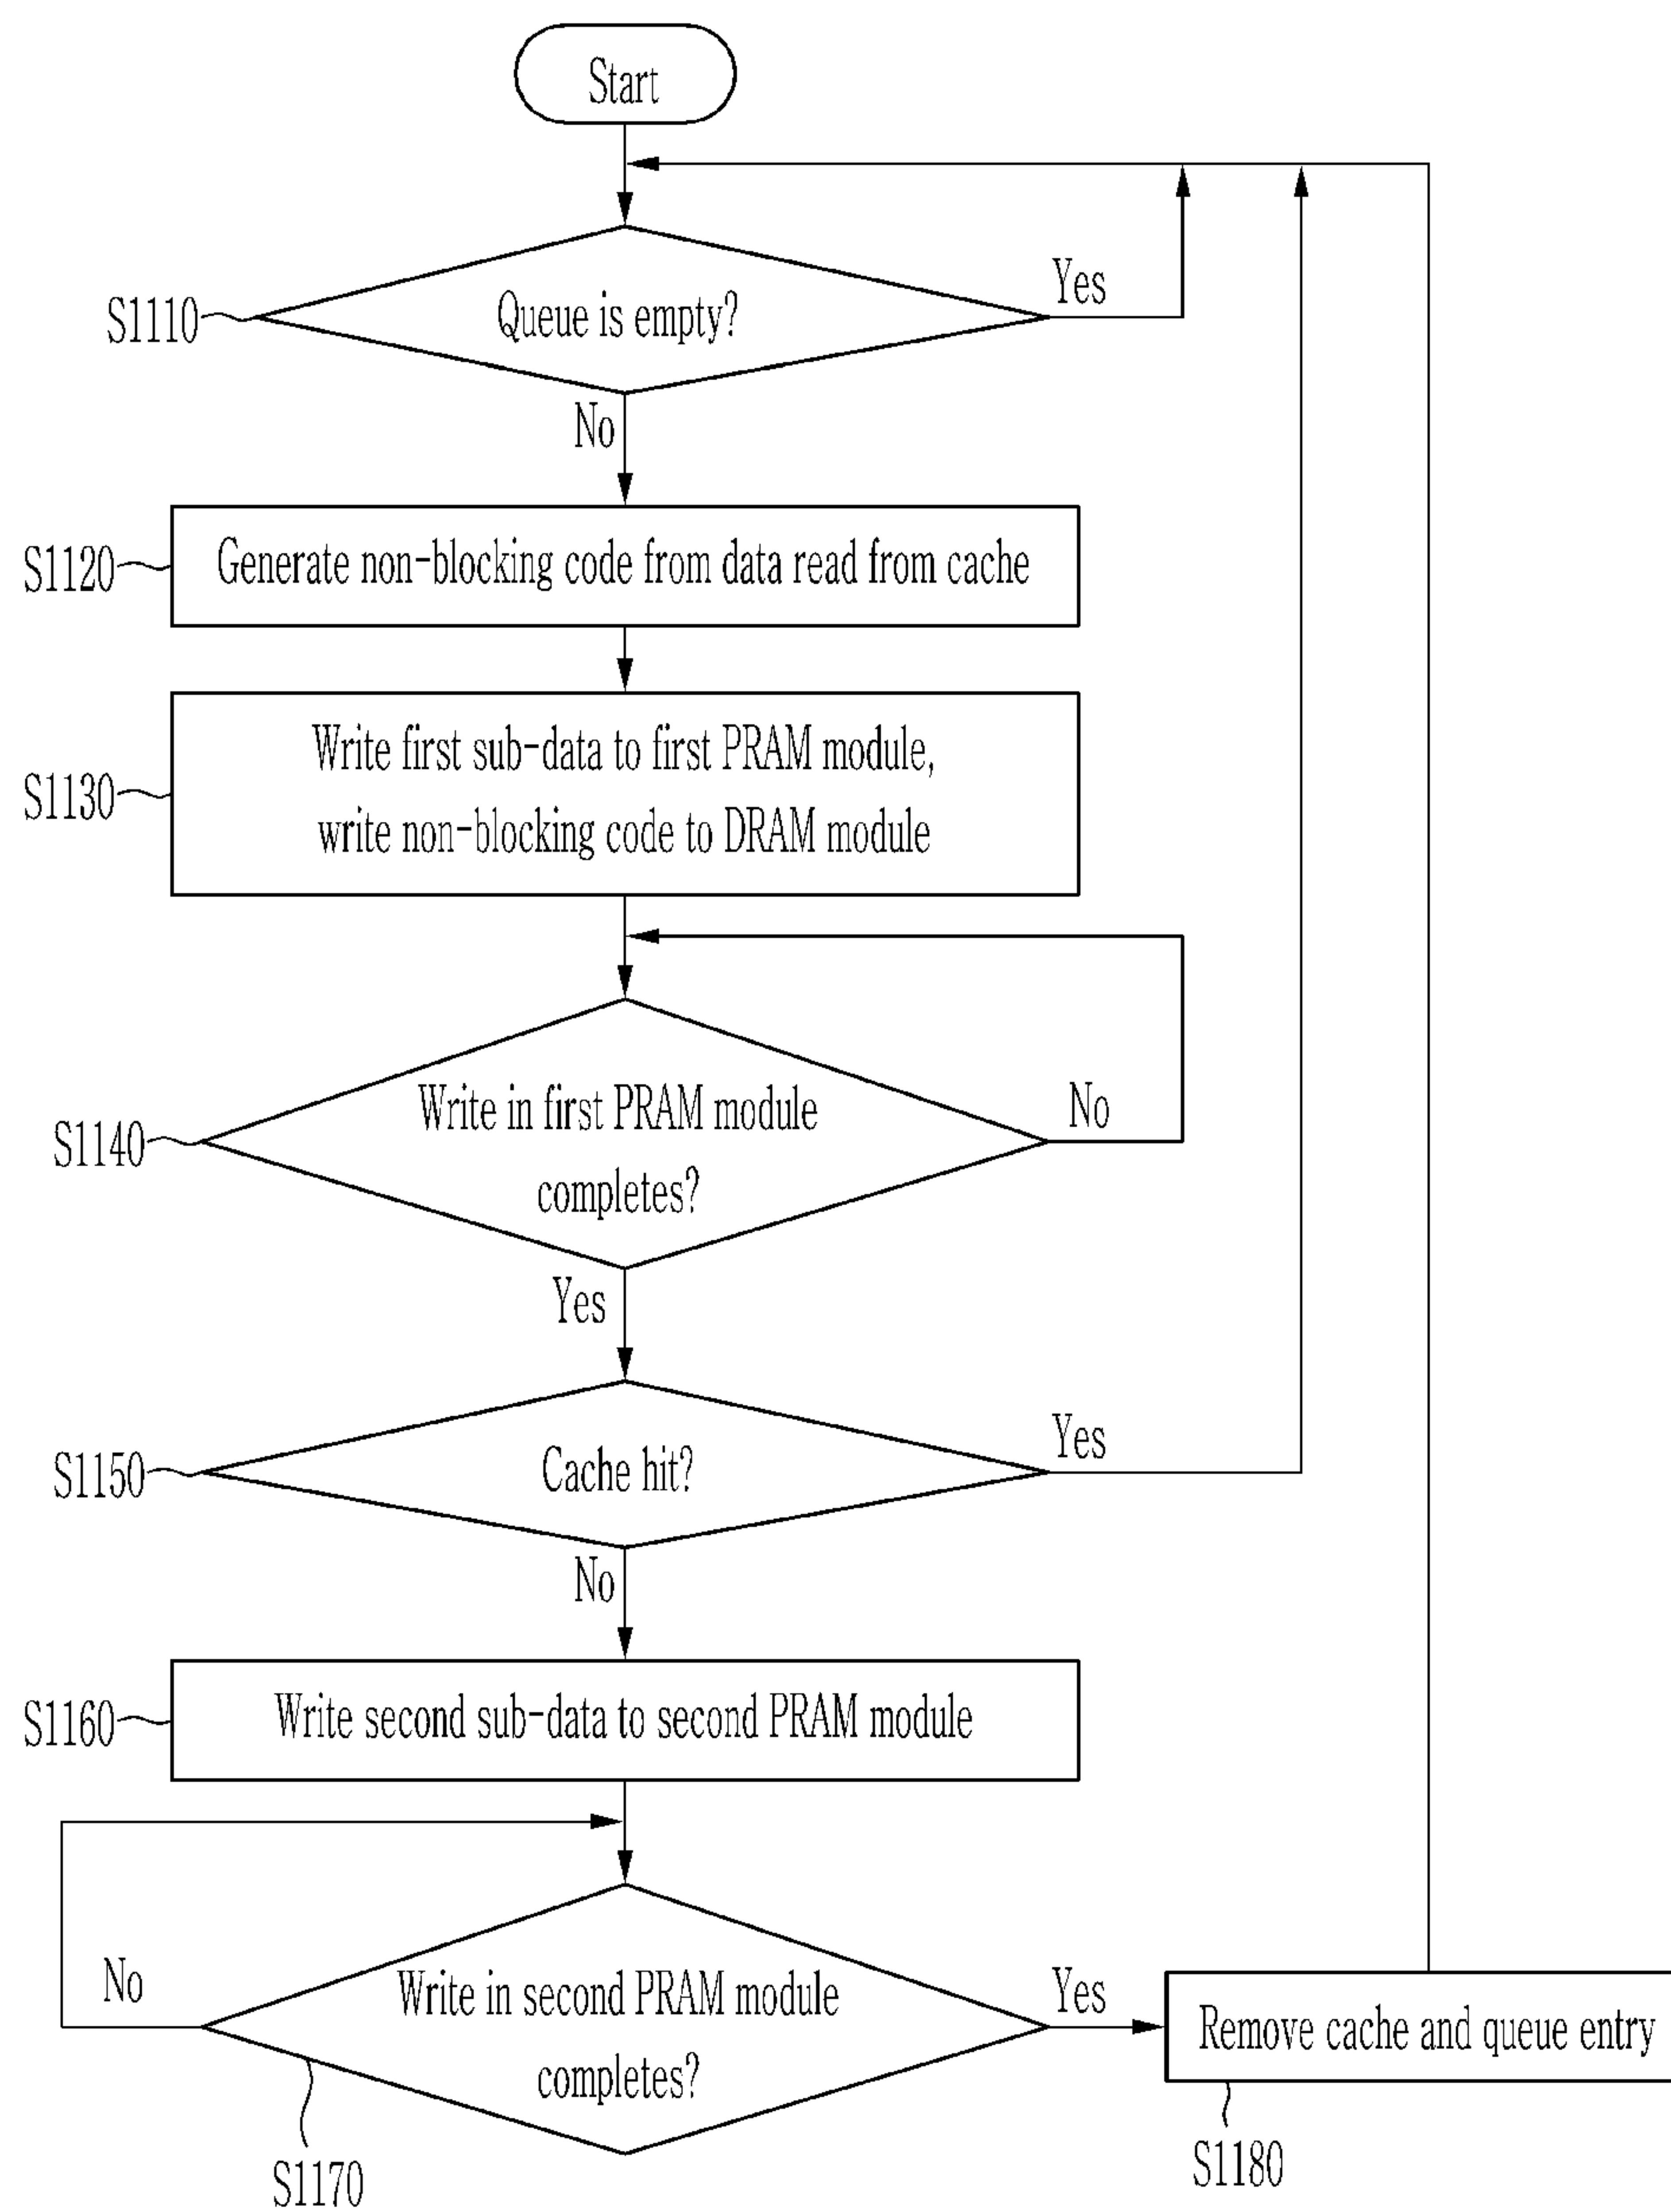 Start
Queue is empty?
Yes
S1110
No
S1120
Generate non-blocking code from data read from cache
S1130
Write first sub-data to first PRAM module,
write non-blocking code to DRAM module
S1140
Write in first PRAM module
completes?
No
Yes
S1150
Cache hit?
Yes
No
S1160
Write second sub-data to second PRAM module
No
Write in second PRAM module
completes?
Yes
Remove cache and queue entry
S1170
S1180